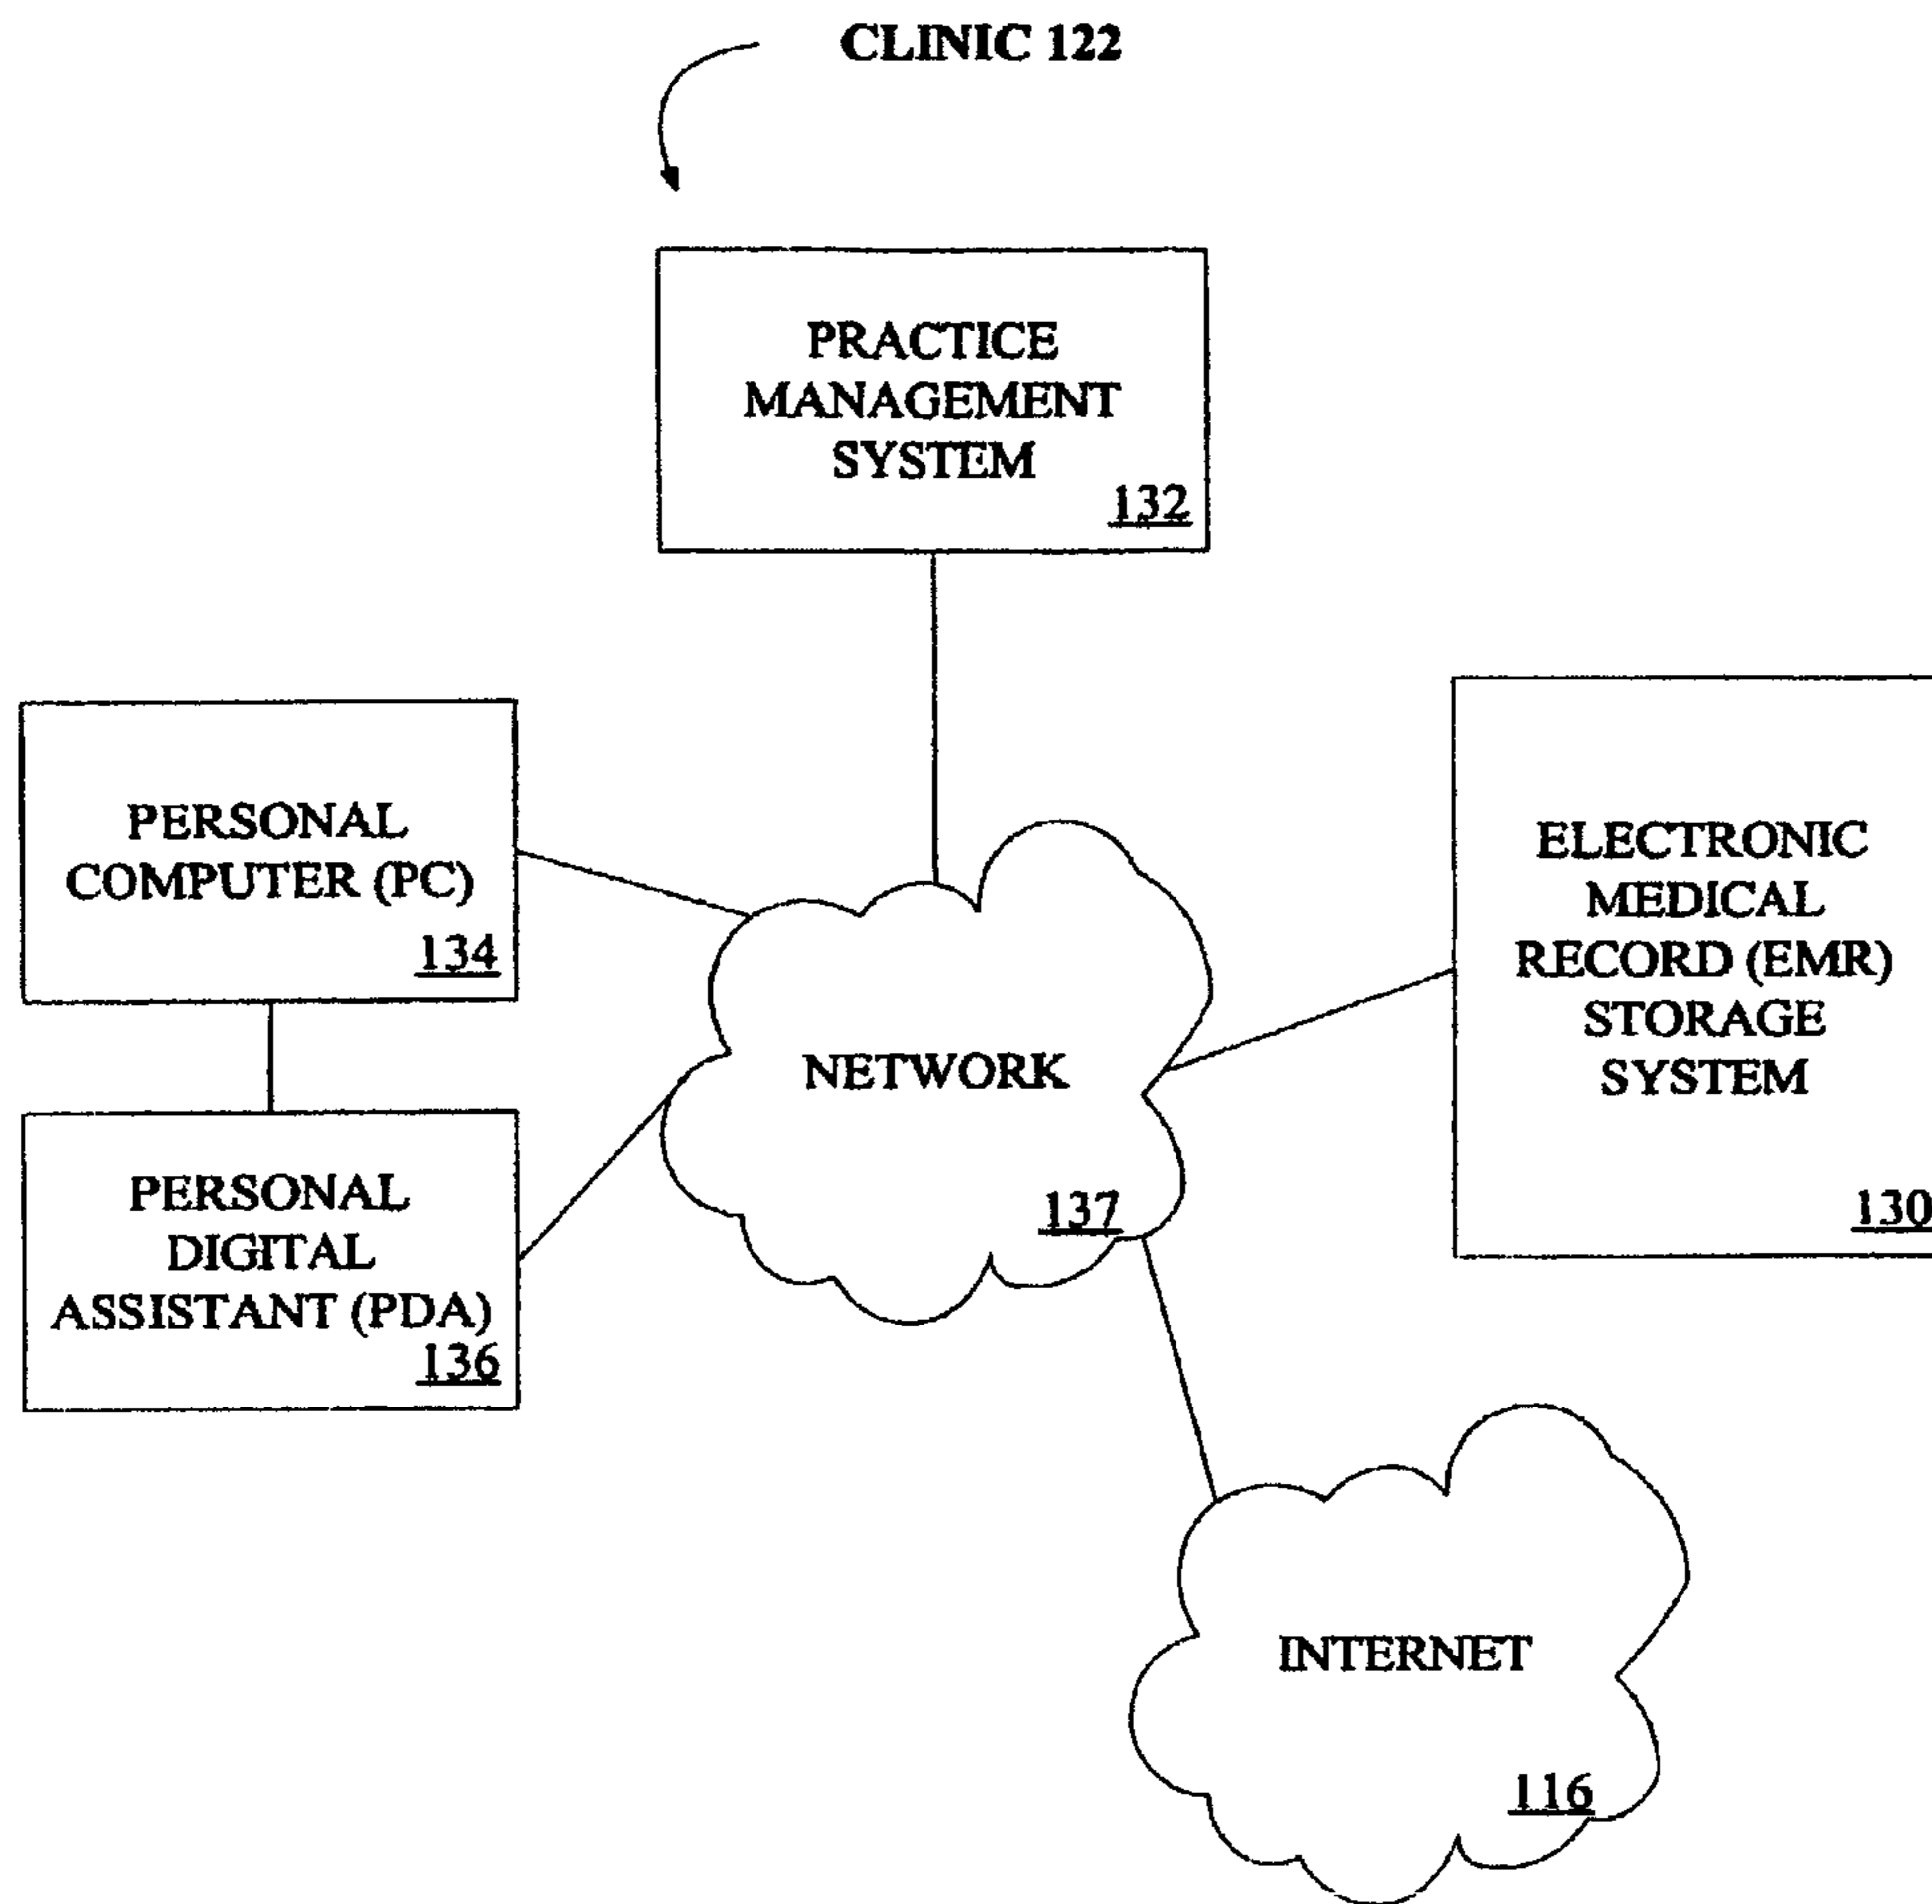 CLINIC 122
PRACTICE
MANAGEMENT
SYSTEM
132
PERSONAL
COMPUTER (PC)
134
PERSONAL
DIGITAL
ASSISTANT (PDA)
136
NETWORK
137
ELECTRONIC
MEDICAL
RECORD (EMR)
STORAGE
SYSTEM
130
INTERNET
116